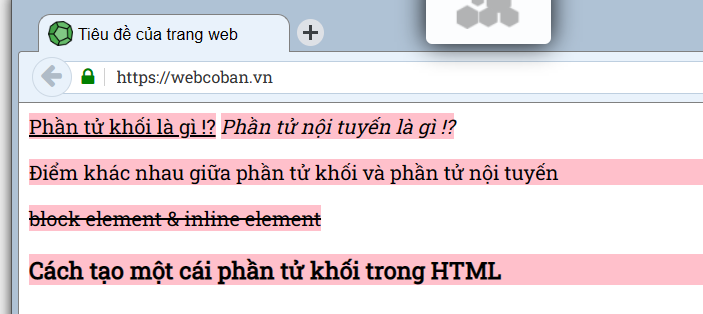 Tiêu đề của trang web
https://webcoban.vn
Phần tử khối là gì !? Phần tử nội tuyến là gì !?
Điểm khác nhau giữa phần tử khối và phần tử nội tuyến
block element & inline element
Cách tạo một cái phần tử khối trong HTML